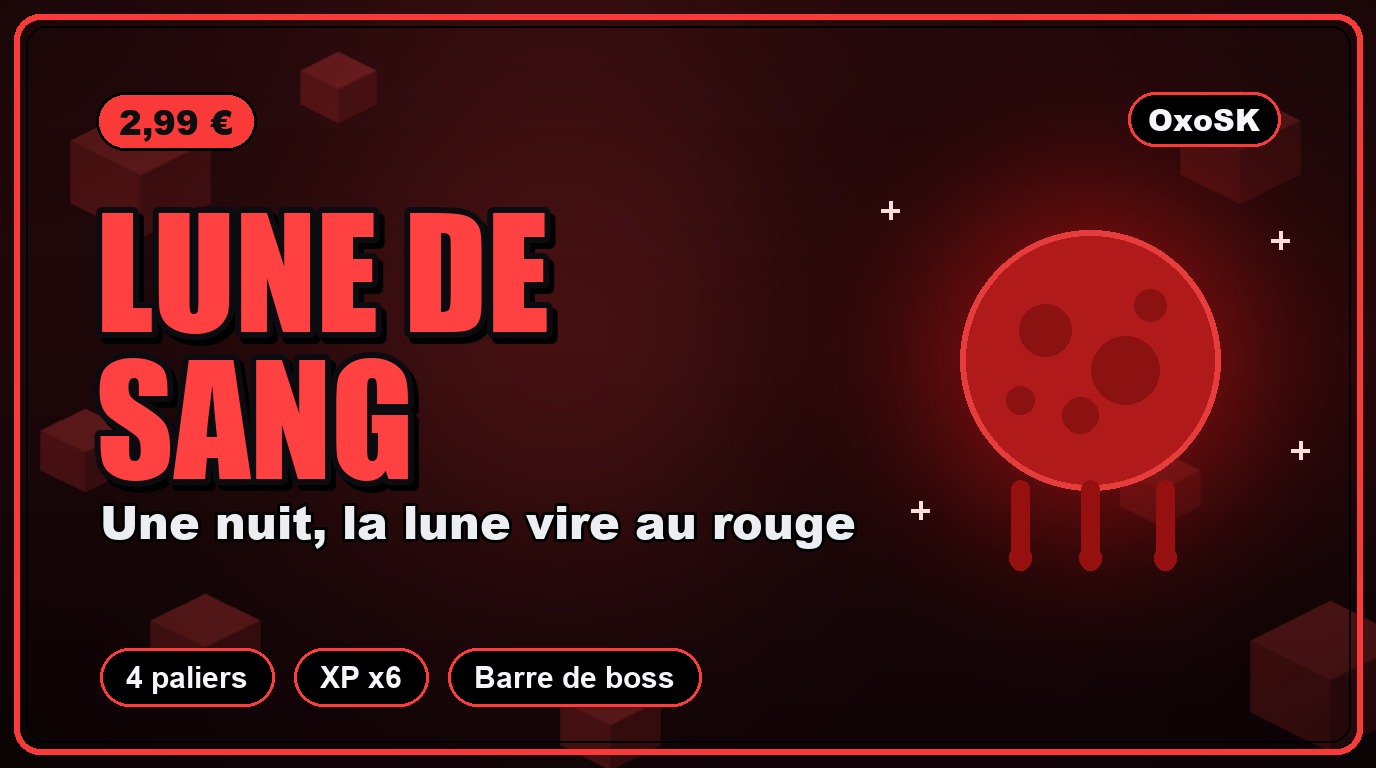 2,99 €
OxoSK
LUNE DE
SANG
Une nuit, la lune vire au rouge
4 paliers
XP x6
Barre de boss